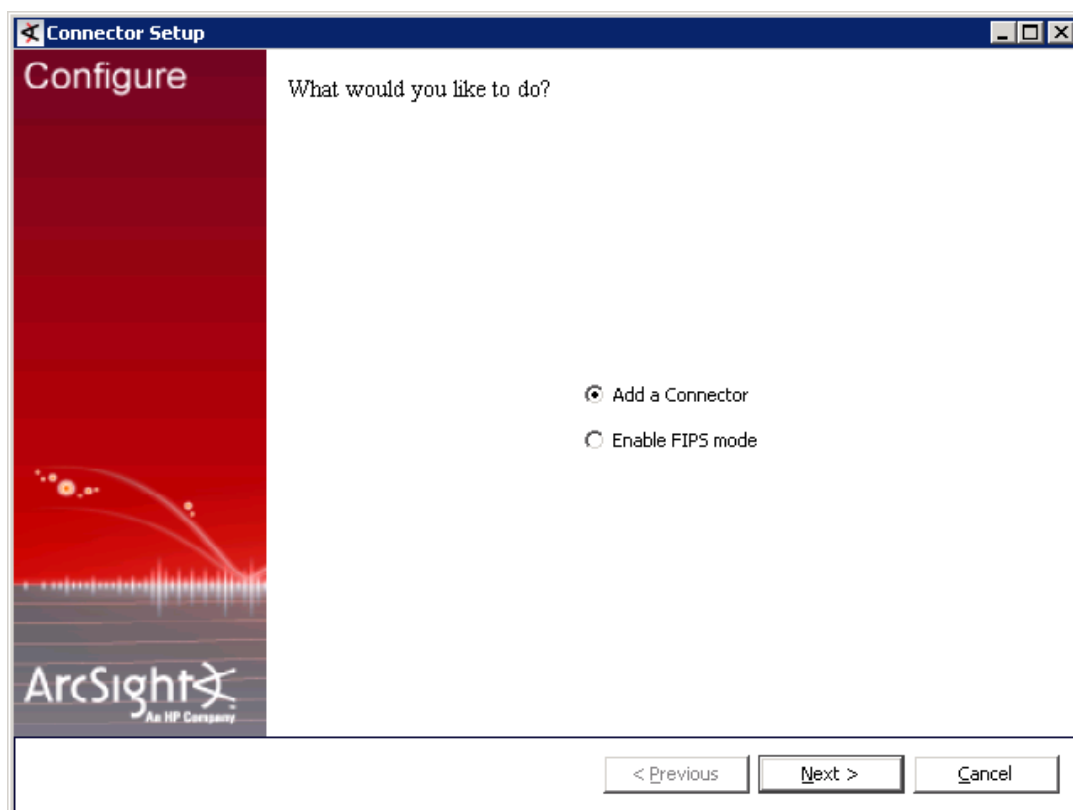 Connector Setup
Configure
What would you like to do?
Add a Connector
Enable FIPS mode
ArcSight
An HP Company
< Previous
Next >
Cancel